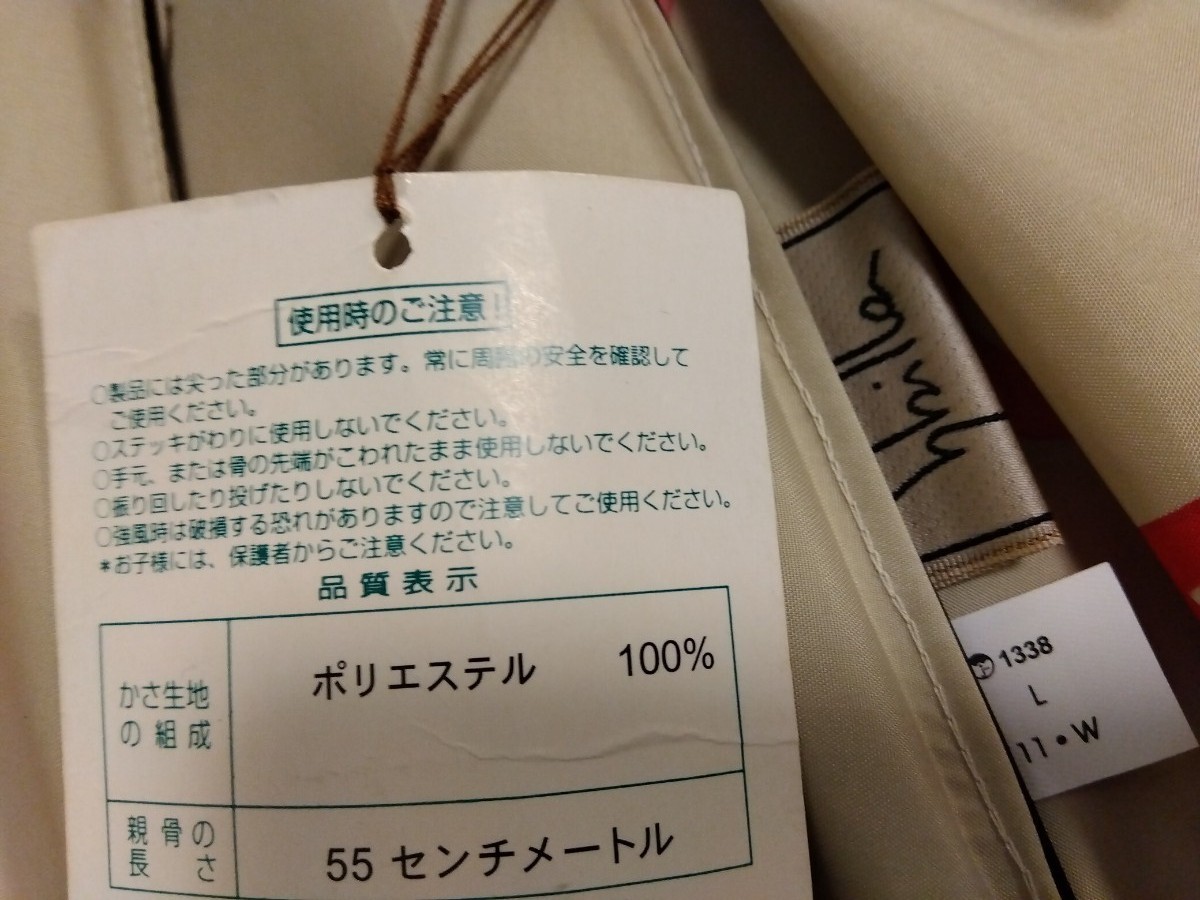 使用時のご注意!
○製品には尖った部分があります。常に周囲の安全を確認して
ご使用ください。
○ステッキがわりに使用しないでください。
○手元、または骨の先端がこわれたまま使用しないでください。
○振り回したり投げたりしないでください。
○強風時は破損する恐れがありますので注意してご使用ください。
*お子様には、保護者からご注意ください。
品質表示
かさ生地
の組成
ポリエステル 100%
親骨の
長さ
55 センチメートル
1338
L
11・W